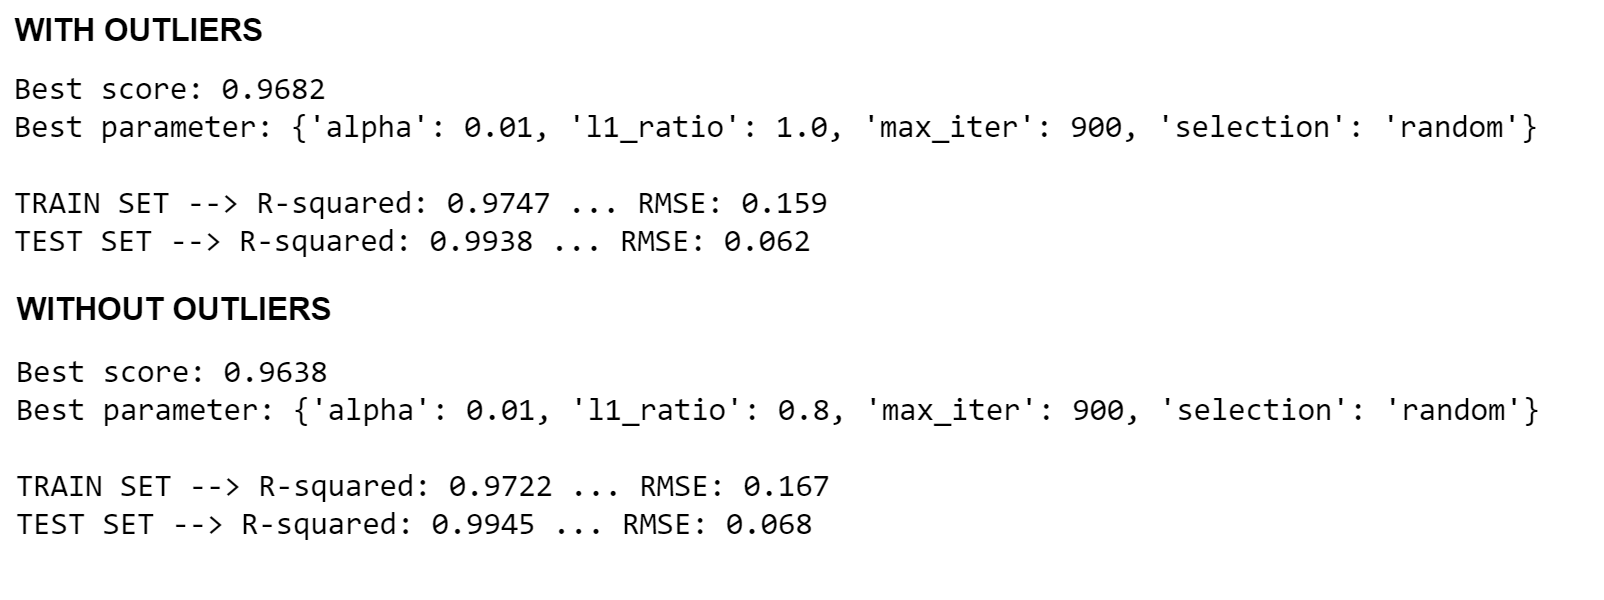 WITH OUTLIERS
Best score: 0.9682
Best parameter: {'alpha': 0.01, 'l1_ratio': 1.0, 'max_iter': 900, 'selection': 'random'}
TRAIN SET --> R-squared: 0.9747 ... RMSE: 0.159
TEST SET --> R-squared: 0.9938 ... RMSE: 0.062
WITHOUT OUTLIERS
Best score: 0.9638
Best parameter: {'alpha': 0.01, 'l1_ratio': 0.8, 'max_iter': 900, 'selection': 'random'}
TRAIN SET --> R-squared: 0.9722 ... RMSE: 0.167
TEST SET --> R-squared: 0.9945 ... RMSE: 0.068